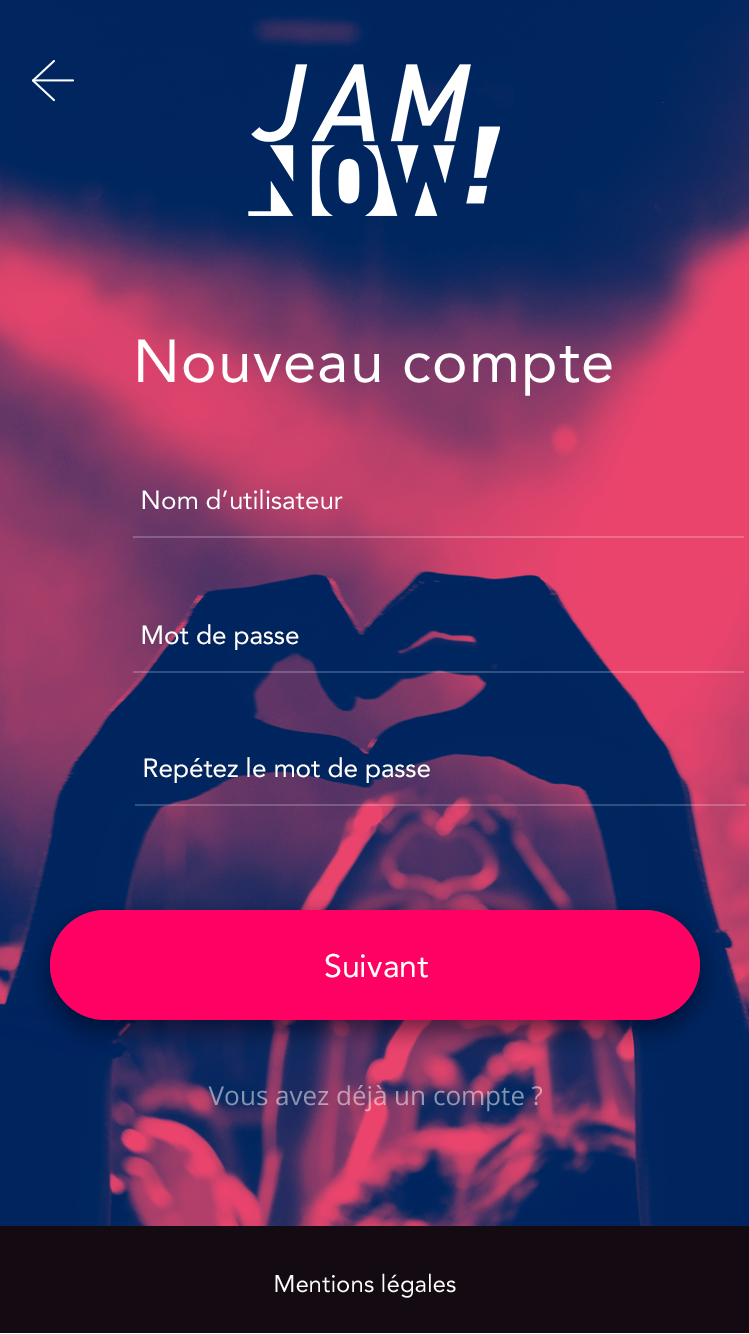 JAM
NOW!
Nouveau compte
Nom d’utilisateur
Mot de passe
Repétez le mot de passe
Suivant
Vous avez déjà un compte ?
Mentions légales